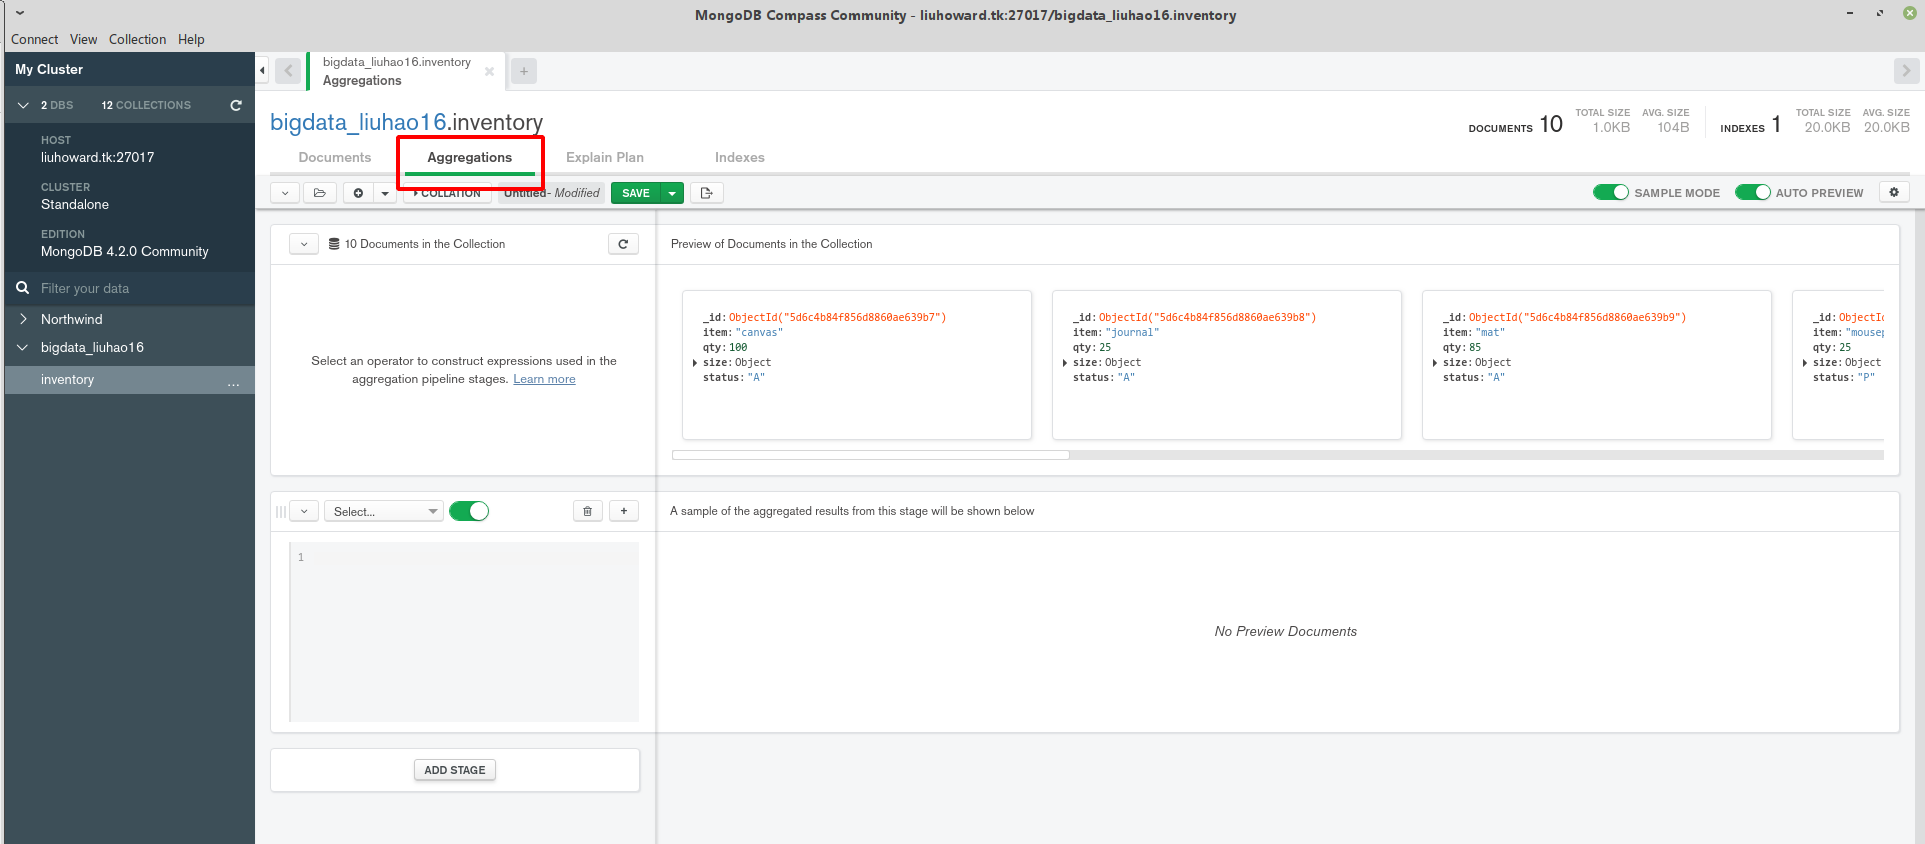 MongoDB Compass Community - liuhoward.tk:27017/bigdata_liuhao16.inventory
Connect View Collection Help
My Cluster
2 DBS 12 COLLECTIONS
HOST
liuhoward.tk:27017
CLUSTER
Standalone
EDITION
MongoDB 4.2.0 Community
Filter your data
Northwind
bigdata_liuhao16
inventory ...
bigdata_liuhao16.inventory
Aggregations
+
bigdata_liuhao16.inventory
DOCUMENTS 10 TOTAL SIZE 1.0KB AVG. SIZE 104B INDEXES 1 TOTAL SIZE 20.0KB AVG. SIZE 20.0KB
Documents Aggregations Explain Plan Indexes
COLLATION Untitled- Modified SAVE SAMPLE MODE AUTO PREVIEW
10 Documents in the Collection
Select an operator to construct expressions used in the
aggregation pipeline stages. Learn more
Preview of Documents in the Collection
_id:ObjectId("5d6c4b84f856d8860ae639b7")
item:"canvas"
qty:100
size:Object
status:"A"
_id:ObjectId("5d6c4b84f856d8860ae639b8")
item:"journal"
qty:25
size:Object
status:"A"
_id:ObjectId("5d6c4b84f856d8860ae639b9")
item:"mat"
qty:85
size:Object
status:"A"
_id:ObjectId
item:"mousep
qty:25
size:Object
status:"P"
Select... +
1
A sample of the aggregated results from this stage will be shown below
No Preview Documents
ADD STAGE